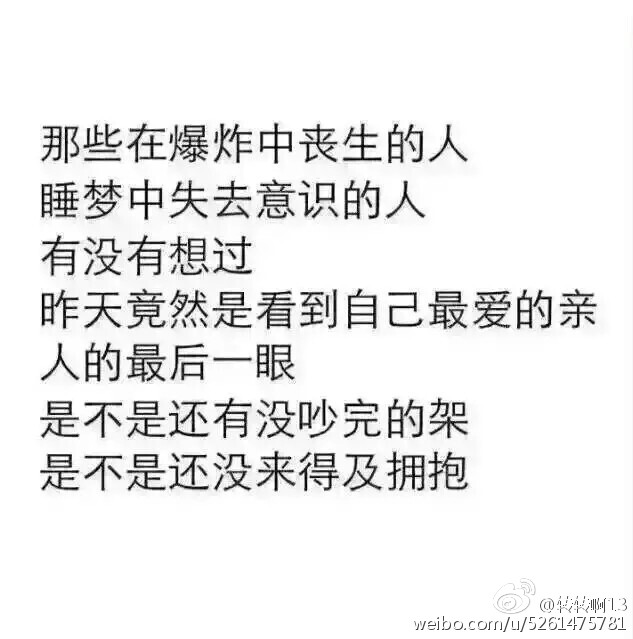 那些在爆炸中丧生的人
睡梦中失去意识的人
有没有想过
昨天竟然是看到自己最爱的亲
人的最后一眼
是不是还有没吵完的架
是不是还没来得及拥抱
@转转啊13
weibo.com/u/5261475781